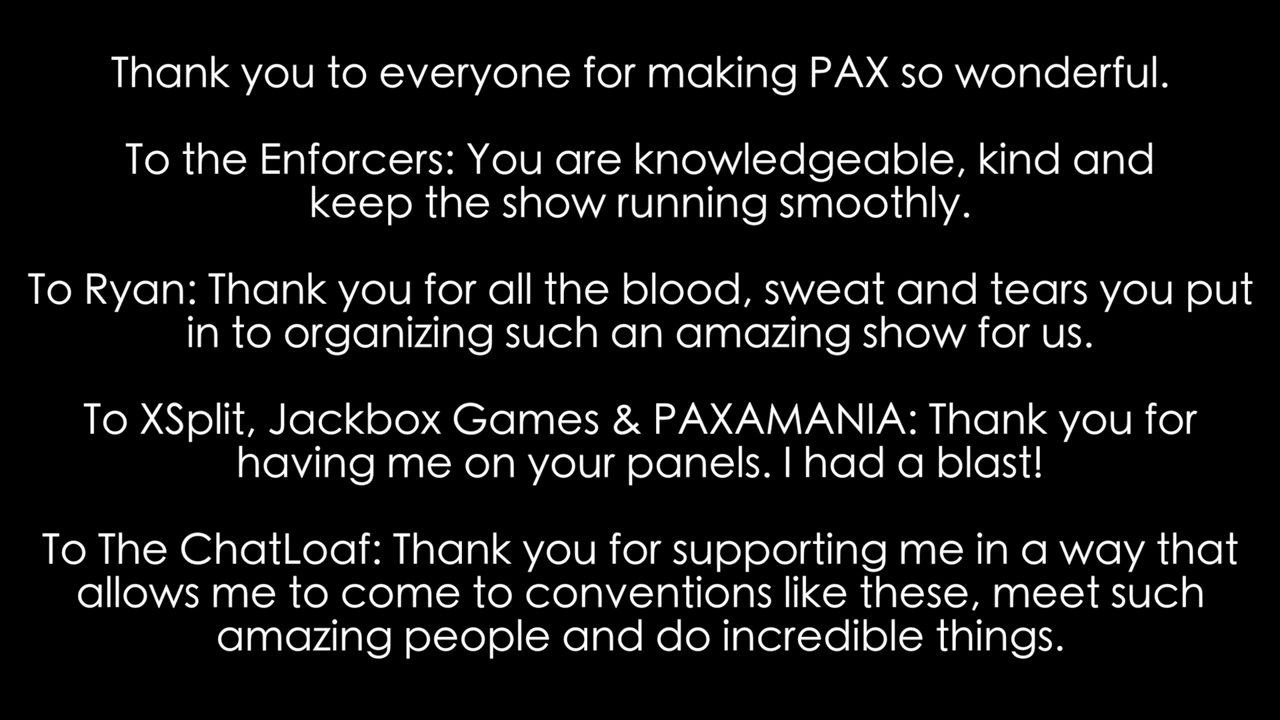 Thank you to everyone for making PAX so wonderful.
To the Enforcers: You are knowledgeable, kind and
keep the show running smoothly.
To Ryan: Thank you for all the blood, sweat and tears you put
in to organizing such an amazing show for us.
To XSplit, Jackbox Games & PAXAMANIA: Thank you for
having me on your panels. I had a blast!
To The ChatLoaf: Thank you for supporting me in a way that
allows me to come to conventions like these, meet such
amazing people and do incredible things.